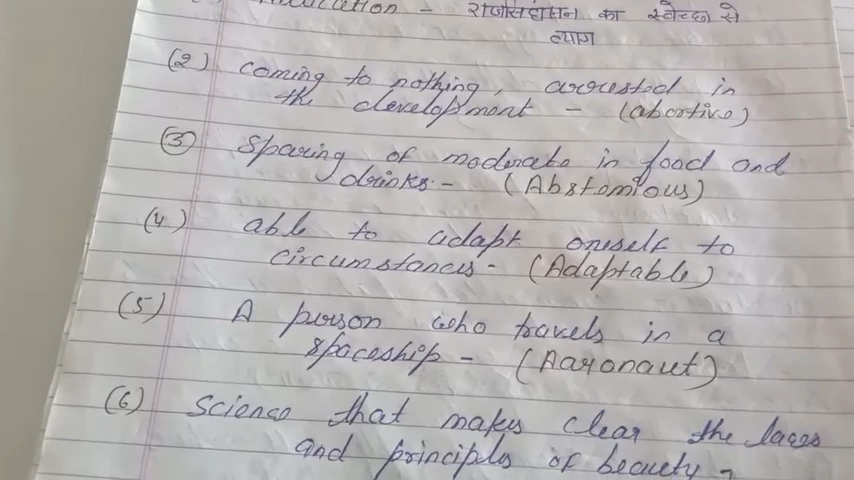 राजसिंहासन का स्वेच्छा से
त्याग
(2) coming to nothing, arrested in
the development - (abortive)
(3) Sparing of moderate in food and
drinks. - (Abstemious)
(4) able to adapt oneself to
circumstances - (Adaptable)
(5) A person who travels in a
spaceship - (Aaronaut)
(6) Science that makes clear the laws
and principles of beauty -